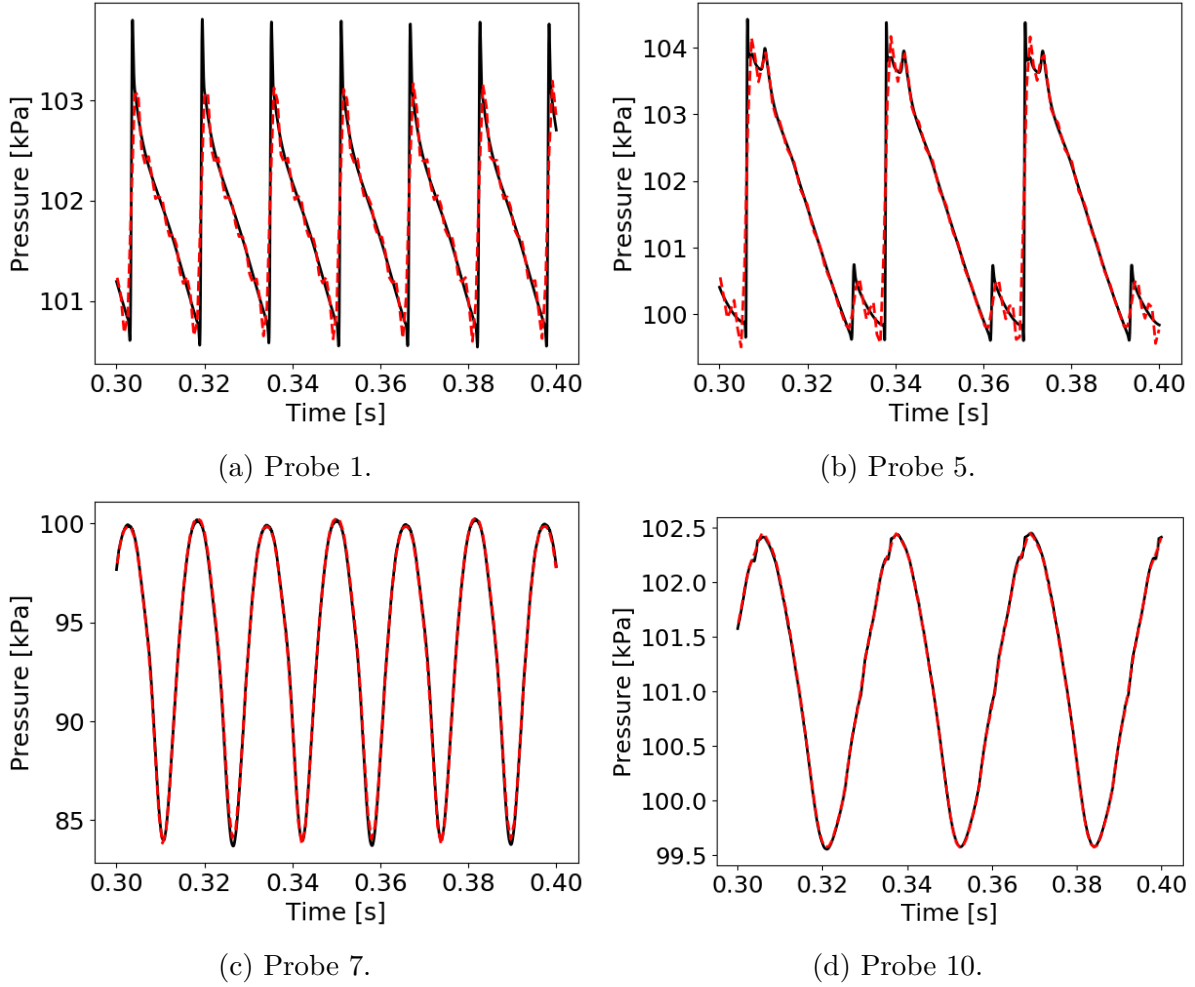 Pressure [kPa]
103
102
101
0.30 0.32 0.34 0.36 0.38 0.40
Time [s]
(a) Probe 1.
Pressure [kPa]
104
103
102
101
100
0.30 0.32 0.34 0.36 0.38 0.40
Time [s]
(b) Probe 5.
Pressure [kPa]
100
95
90
85
0.30 0.32 0.34 0.36 0.38 0.40
Time [s]
(c) Probe 7.
Pressure [kPa]
102.5
102.0
101.5
101.0
100.5
100.0
99.5
0.30 0.32 0.34 0.36 0.38 0.40
Time [s]
(d) Probe 10.